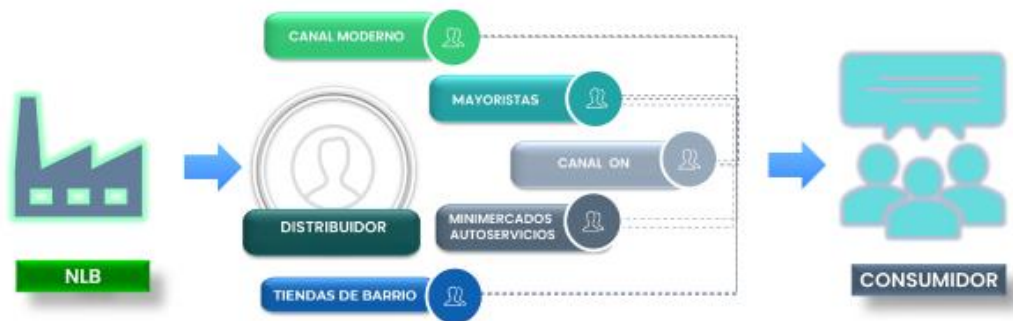 CANAL MODERNO
MAYORISTAS
CANAL ON
DISTRIBUIDOR
MINIMERCADOS
AUTOSERVICIOS
NLB
TIENDAS DE BARRIO
CONSUMIDOR